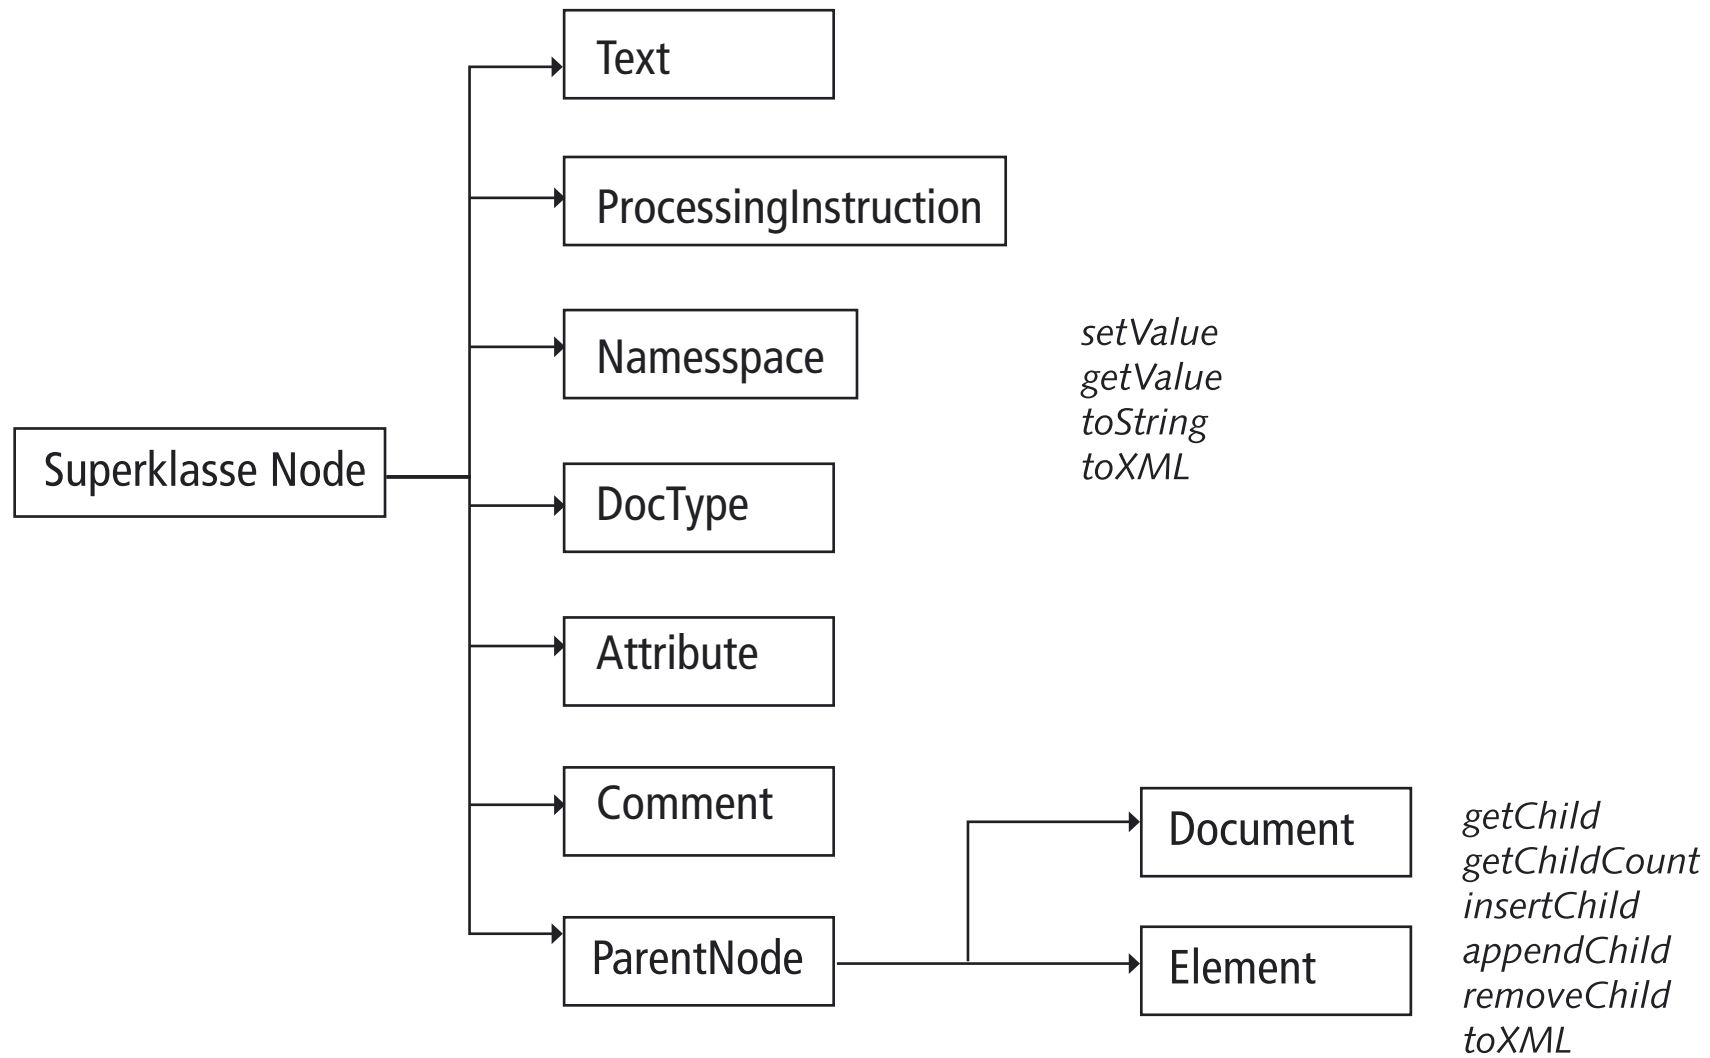 Text
ProcessingInstruction
Namesspace
setValue
getValue
toString
toXML
Superklasse Node
DocType
Attribute
Comment
ParentNode
Document
Element
getChild
getChildCount
insertChild
appendChild
removeChild
toXML